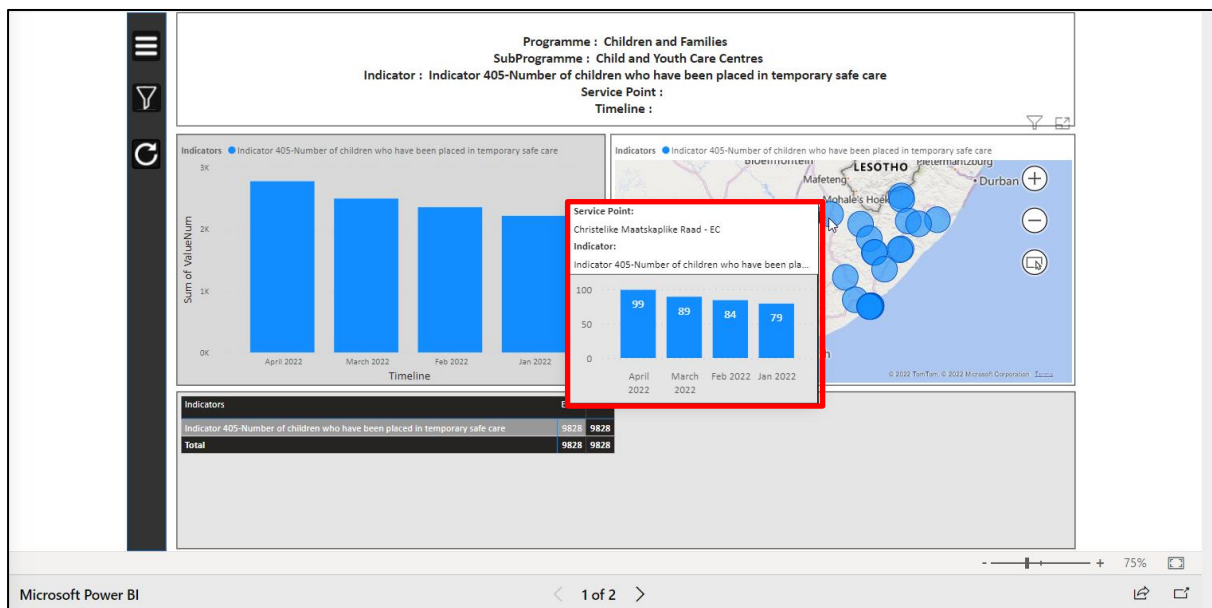 Programme : Children and Families
SubProgramme : Child and Youth Care Centres
Indicator : Indicator 405-Number of children who have been placed in temporary safe care
Service Point :
Timeline :
Indicators Indicator 405-Number of children who have been placed in temporary safe care
3K
2K
1K
0K
Sum of ValueNum
April 2022 March 2022 Feb 2022 Jan 2022
Timeline
Indicators Indicator 405-Number of children who have been placed in temporary safe care
LESOTHO
Mafeteng
Durban
Mohale's Hoek
© 2022 TomTom, © 2022 Microsoft Corporation Terms
Service Point:
Christelike Maatskaplike Raad - EC
Indicator:
Indicator 405-Number of children who have been pla...
100
50
0
99 89 84 79
April 2022 March 2022 Feb 2022 Jan 2022
Indicators
Indicator 405-Number of children who have been placed in temporary safe care 9828 9828
Total 9828 9828
- + 75%
Microsoft Power BI
1 of 2